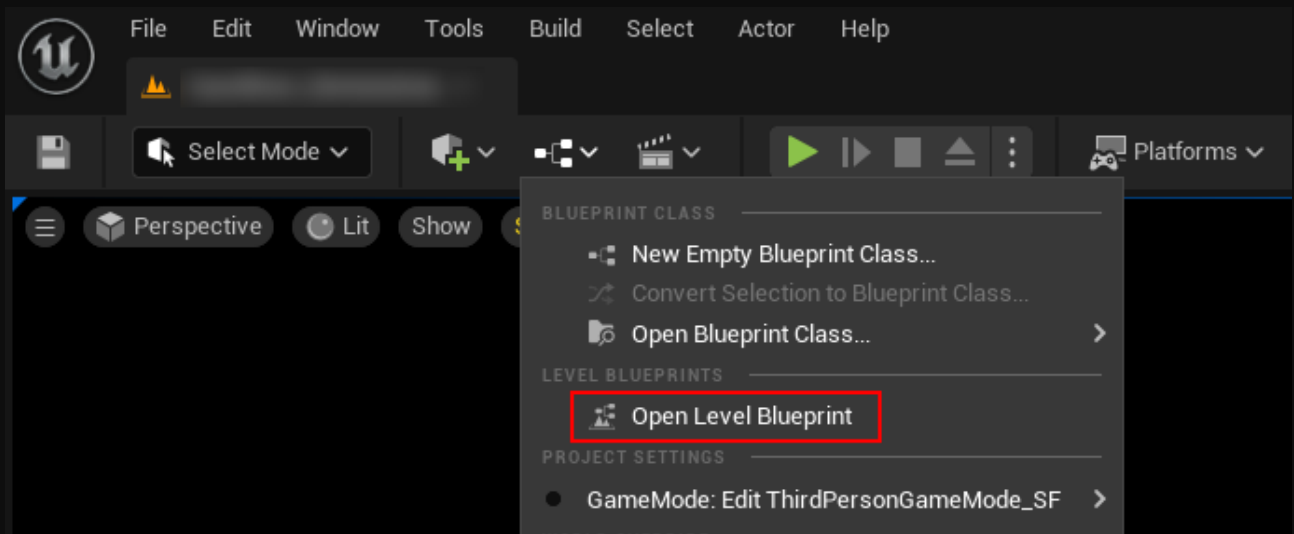 File Edit Window Tools Build Select Actor Help
Select Mode
Platforms
Perspective Lit Show
BLUEPRINT CLASS
New Empty Blueprint Class...
Convert Selection to Blueprint Class...
Open Blueprint Class...
LEVEL BLUEPRINTS
Open Level Blueprint
PROJECT SETTINGS
GameMode: Edit ThirdPersonGameMode_SF